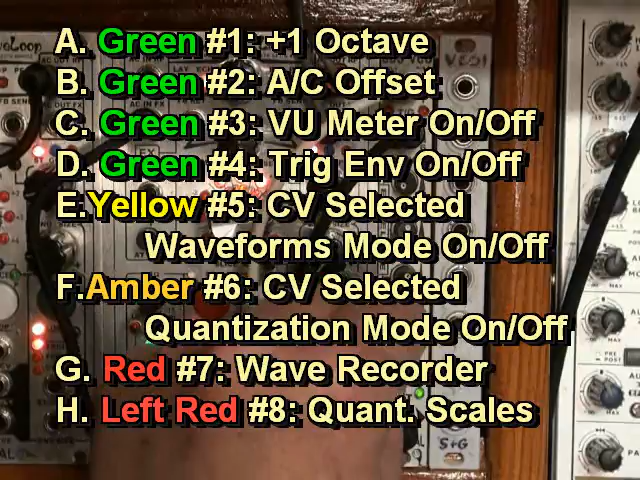 A. Green #1: +1 Octave
B. Green #2: A/C Offset
C. Green #3: VU Meter On/Off
D. Green #4: Trig Env On/Off
E.Yellow #5: CV Selected
Waveforms Mode On/Off
F.Amber #6: CV Selected
Quantization Mode On/Off
G. Red #7: Wave Recorder
H. Left Red #8: Quant. Scales
S+G
PRE
POST